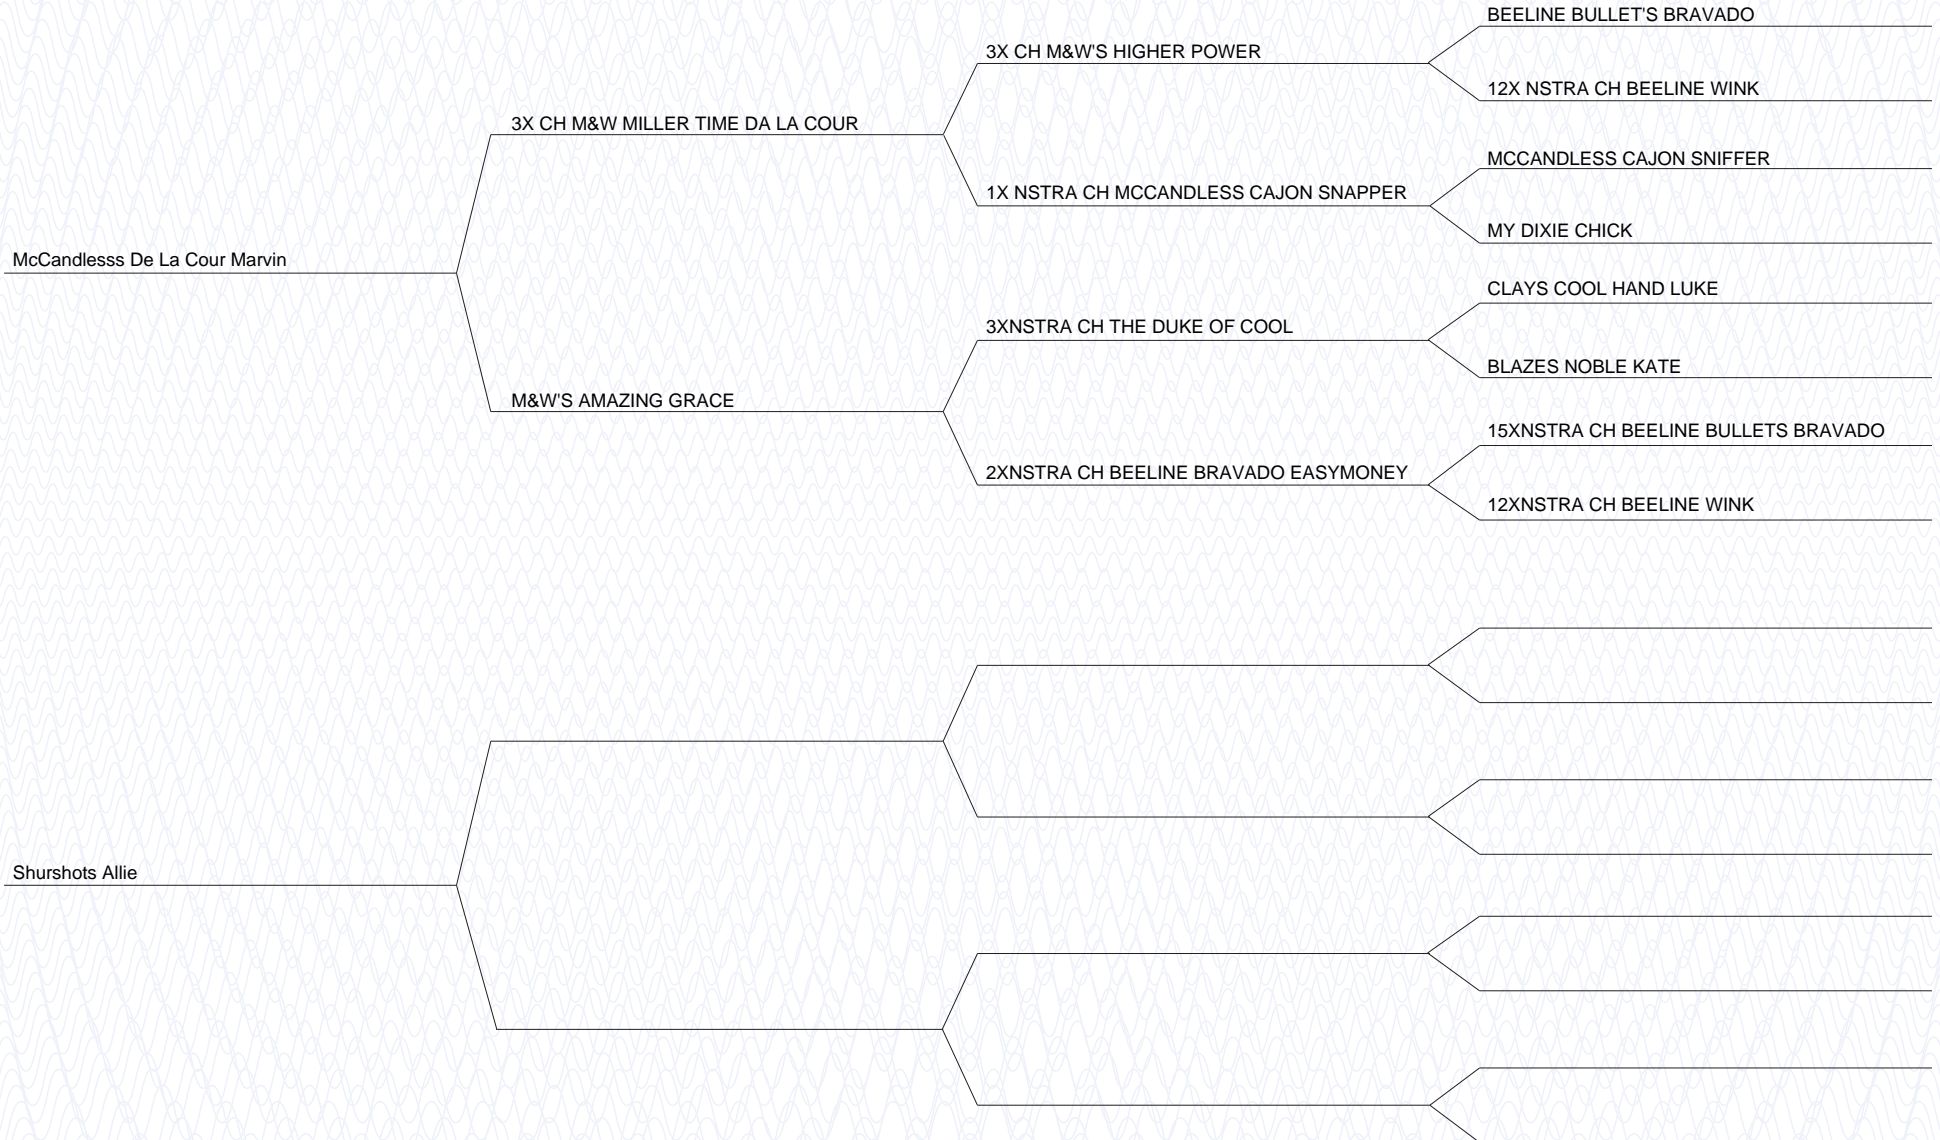 BEELINE BULLET'S BRAVADO
3X CH M&W'S HIGHER POWER
12X NSTRA CH BEELINE WINK
3X CH M&W MILLER TIME DA LA COUR
MCCANDLESS CAJON SNIFFER
1X NSTRA CH MCCANDLESS CAJON SNAPPER
MY DIXIE CHICK
McCandlesss De La Cour Marvin
CLAYS COOL HAND LUKE
3XNSTRA CH THE DUKE OF COOL
BLAZES NOBLE KATE
M&W'S AMAZING GRACE
15XNSTRA CH BEELINE BULLETS BRAVADO
2XNSTRA CH BEELINE BRAVADO EASYMONEY
12XNSTRA CH BEELINE WINK
Shurshots Allie